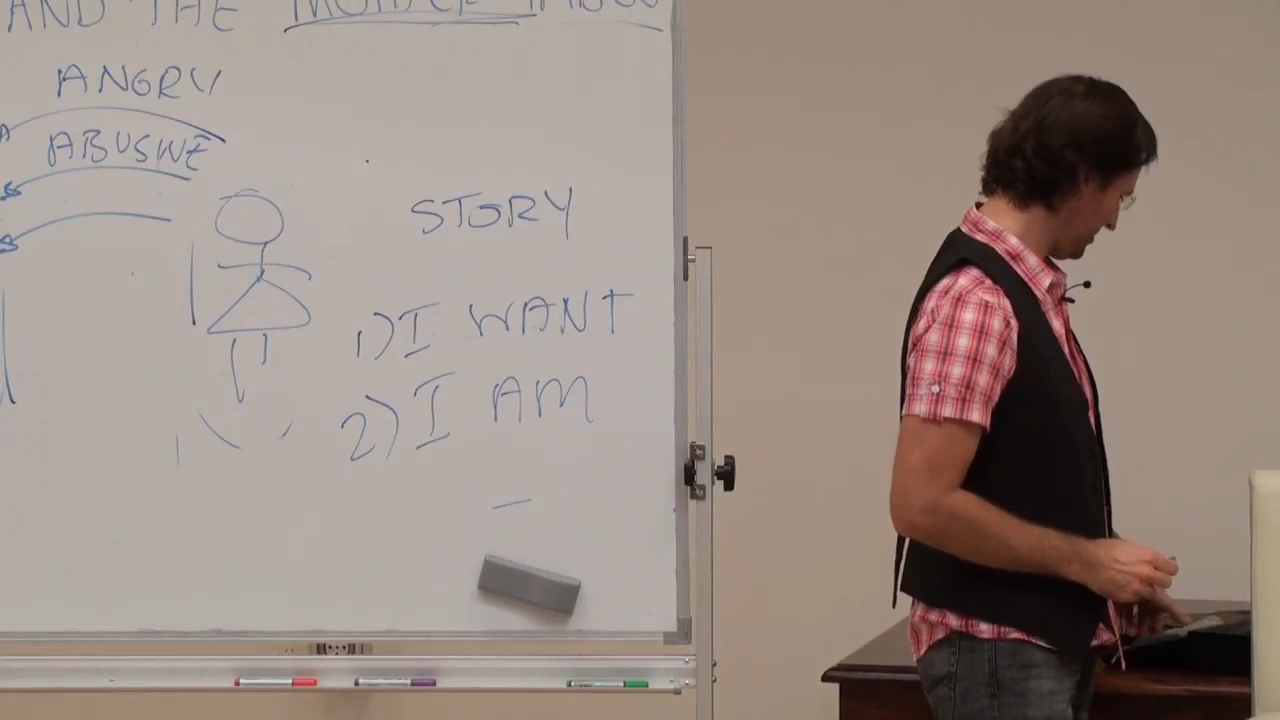 AND THE
ANGRY
ABUSIVE
STORY
1) I WANT
2) I AM